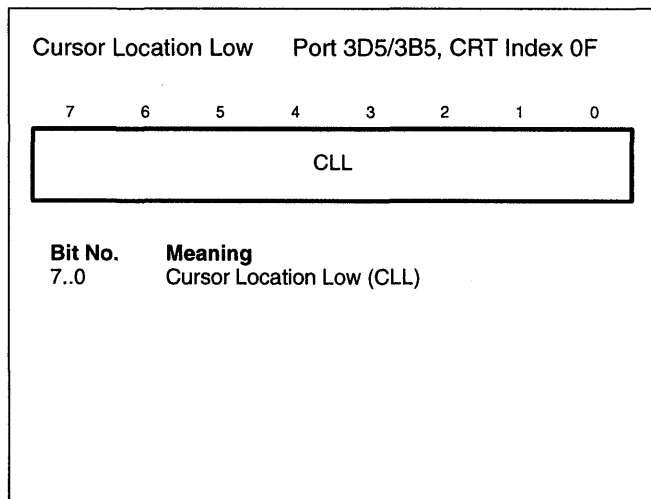 Cursor Location Low Port 3D5/3B5, CRT Index 0F
7 6 5 4 3 2 1 0
CLL
Bit No. Meaning
7..0 Cursor Location Low (CLL)